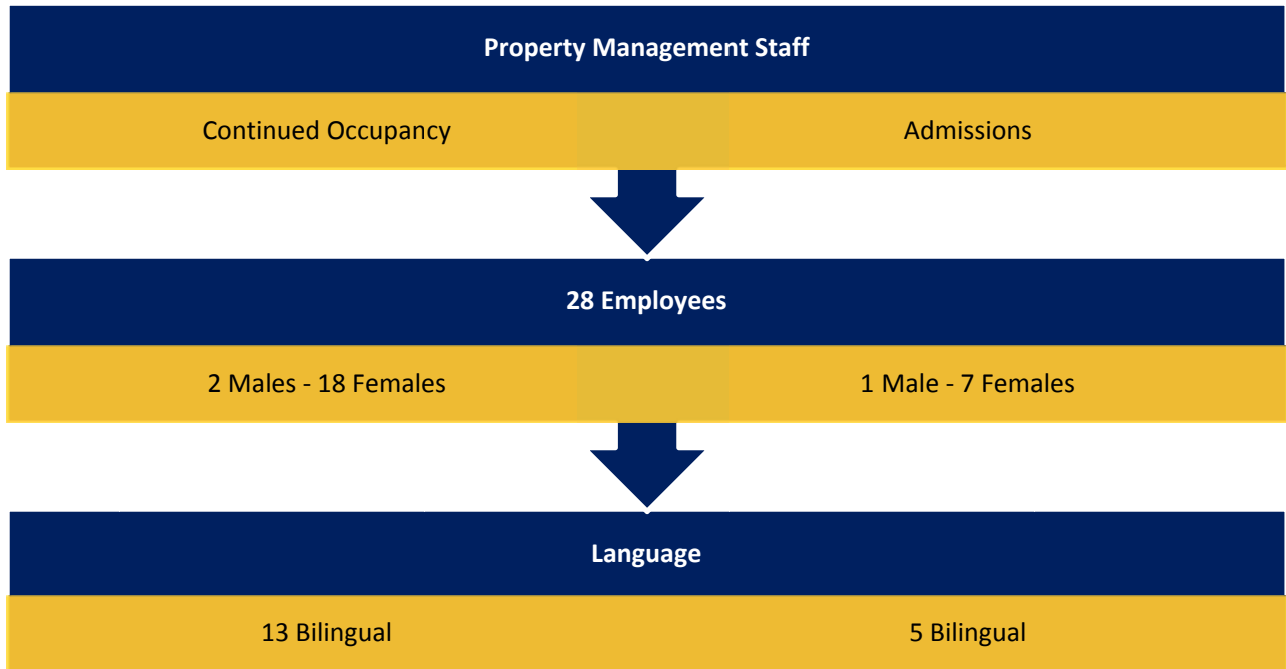 Property Management Staff
Continued Occupancy
Admissions
28 Employees
2 Males - 18 Females
1 Male - 7 Females
Language
13 Bilingual
5 Bilingual